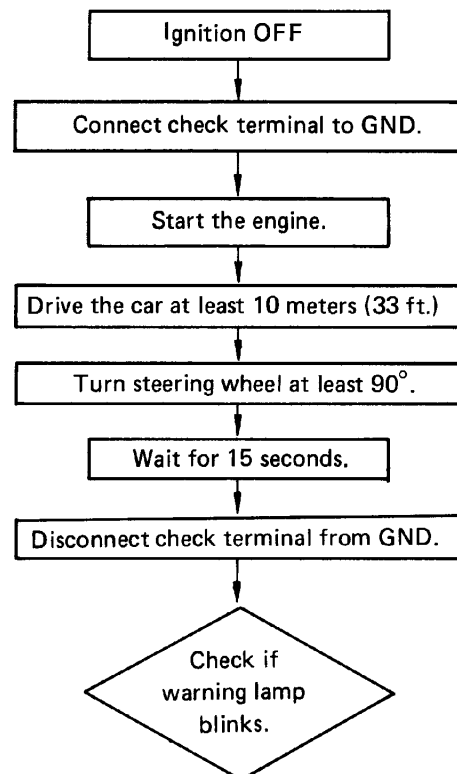 Ignition OFF
Connect check terminal to GND.
Start the engine.
Drive the car at least 10 meters (33 ft.)
Turn steering wheel at least 90°.
Wait for 15 seconds.
Disconnect check terminal from GND.
Check if
warning lamp
blinks.